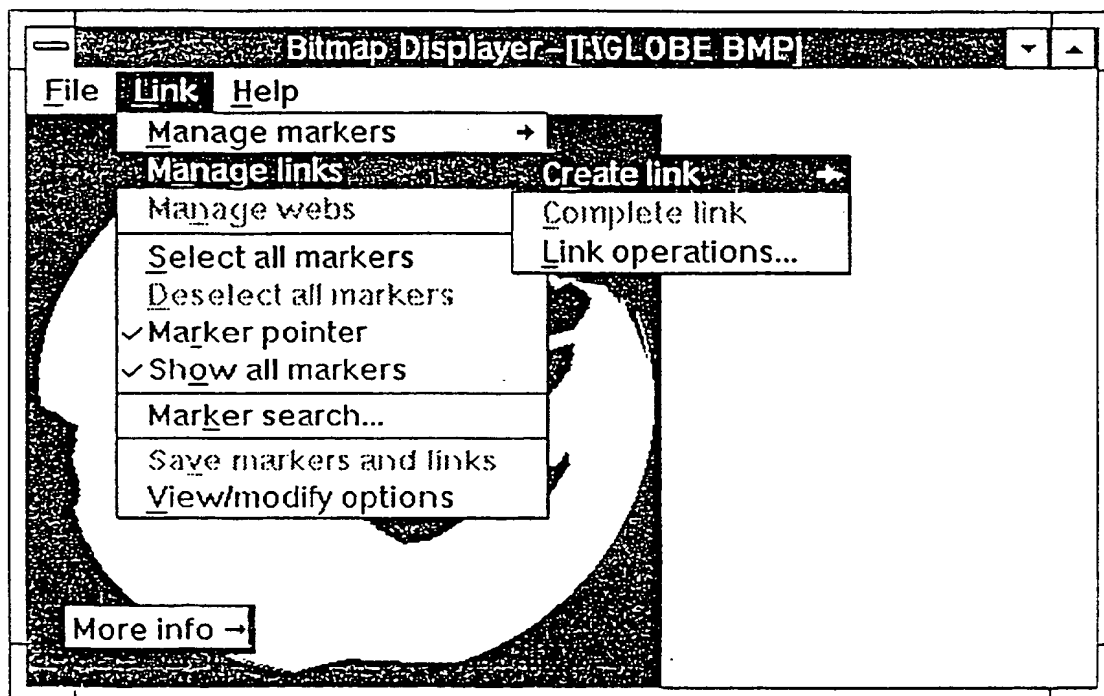 Bitmap Displayer-[I:\GLOBE.BMP]
File Link Help
Manage markers →
Manage links
Create link →
Manage webs
Complete link
Link operations...
Select all markers
Deselect all markers
✓Marker pointer
✓Show all markers
Marker search...
Save markers and links
View/modify options
More info →